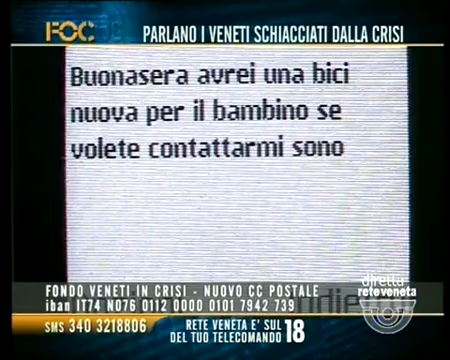 FOC
PARLANO I VENETI SCHIACCIATI DALLA CRISI
Buonasera avrei una bici
nuova per il bambino se
volete contattarmi sono
diretta
reteveneta
FONDO VENETI IN CRISI - NUOVO CC POSTALE
iban IT74 N076 0112 0000 0101 7942 739
SMS 340 3218806
RETE VENETA E' SUL
DEL TUO TELECOMANDO 18